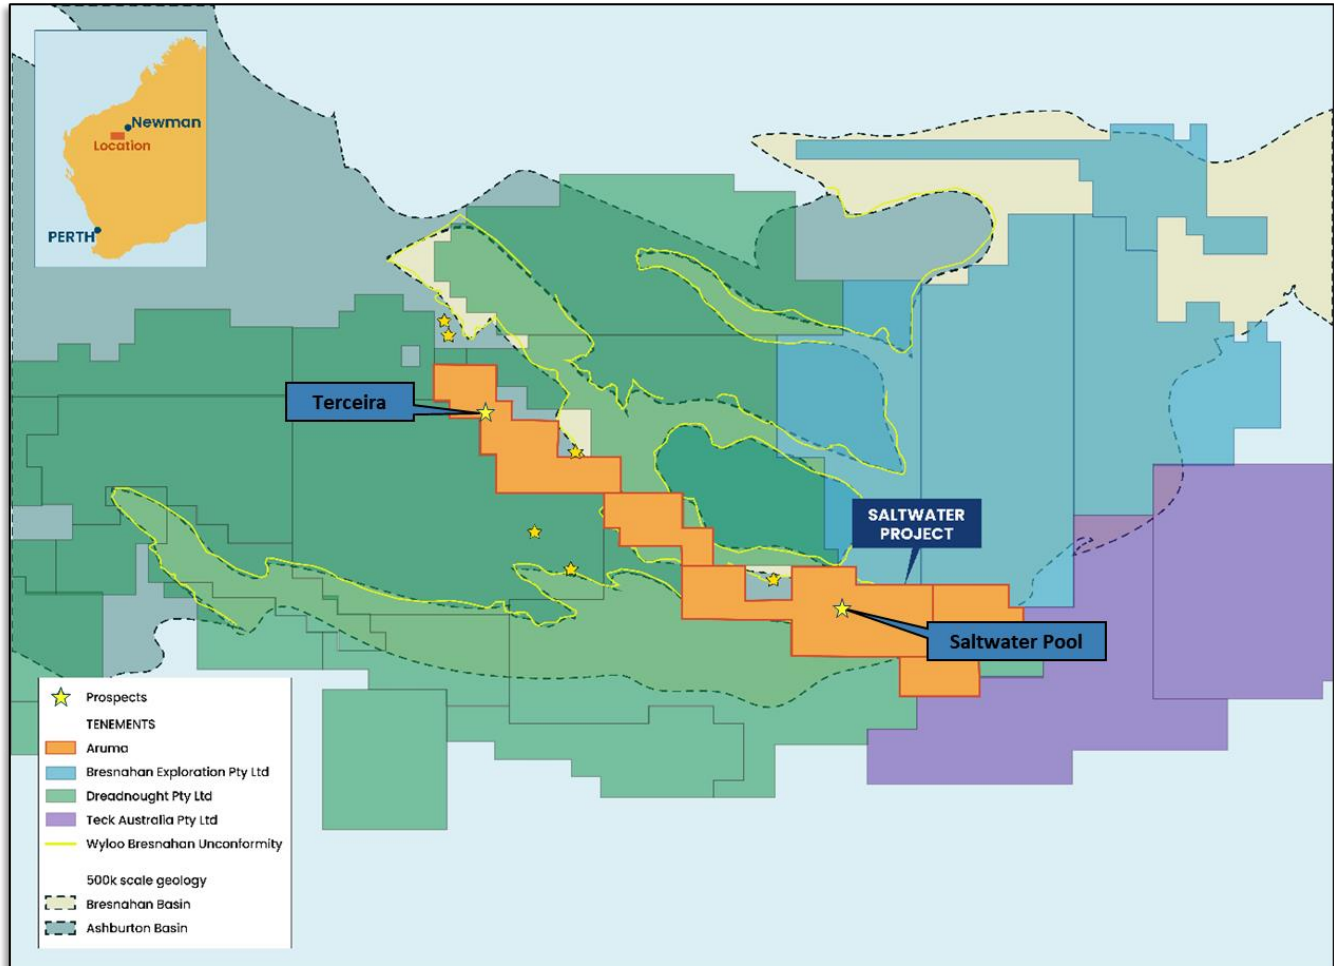 Newman
Location
PERTH
Terceira
SALTWATER
PROJECT
Saltwater Pool
Prospects
TENEMENTS
Aruma
Bresnahan Exploration Pty Ltd
Dreadnought Pty Ltd
Teck Australia Pty Ltd
Wyloo Bresnahan Unconformity
500k scale geology
Bresnahan Basin
Ashburton Basin